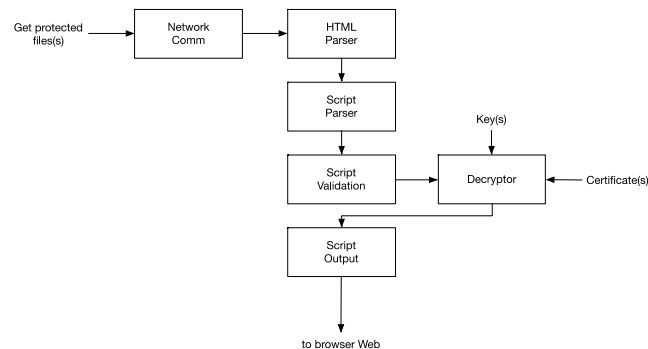 Get protected
files(s)
Network
Comm
HTML
Parser
Script
Parser
Key(s)
Script
Validation
Decryptor
Certificate(s)
Script
Output
to browser Web